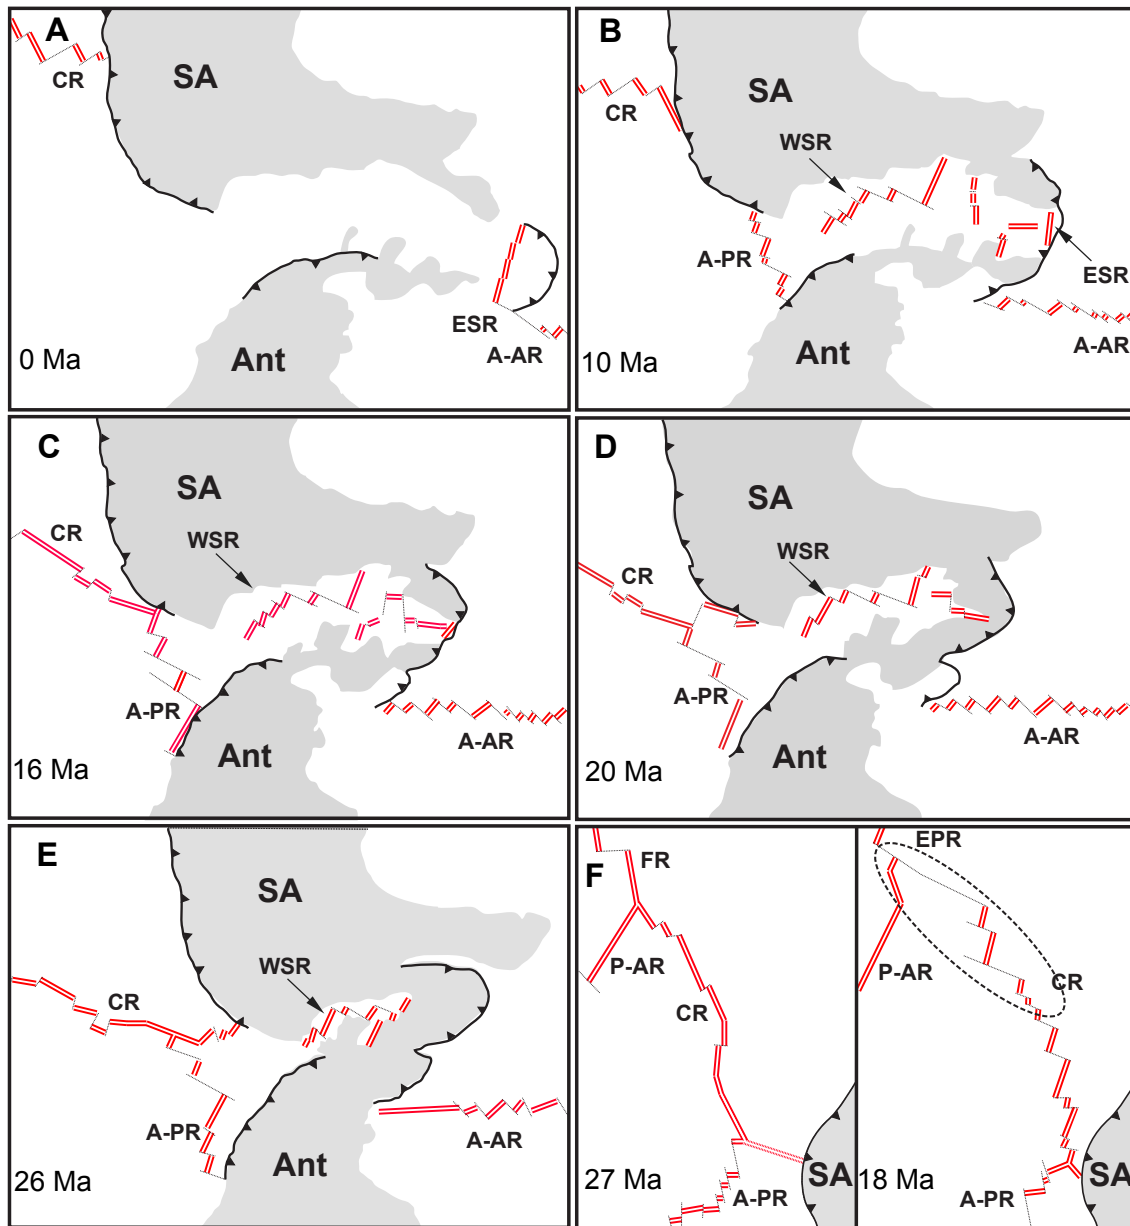 A
SA
CR
ESR
A-AR
Ant
0 Ma
B
SA
CR
WSR
A-PR
ESR
A-AR
Ant
10 Ma
C
SA
CR
WSR
A-PR
A-AR
Ant
16 Ma
D
SA
CR
WSR
A-PR
A-AR
Ant
20 Ma
E
SA
WSR
CR
A-PR
A-AR
Ant
26 Ma
F
FR
P-AR
CR
SA
A-PR
27 Ma
EPR
P-AR
CR
SA
A-PR
18 Ma